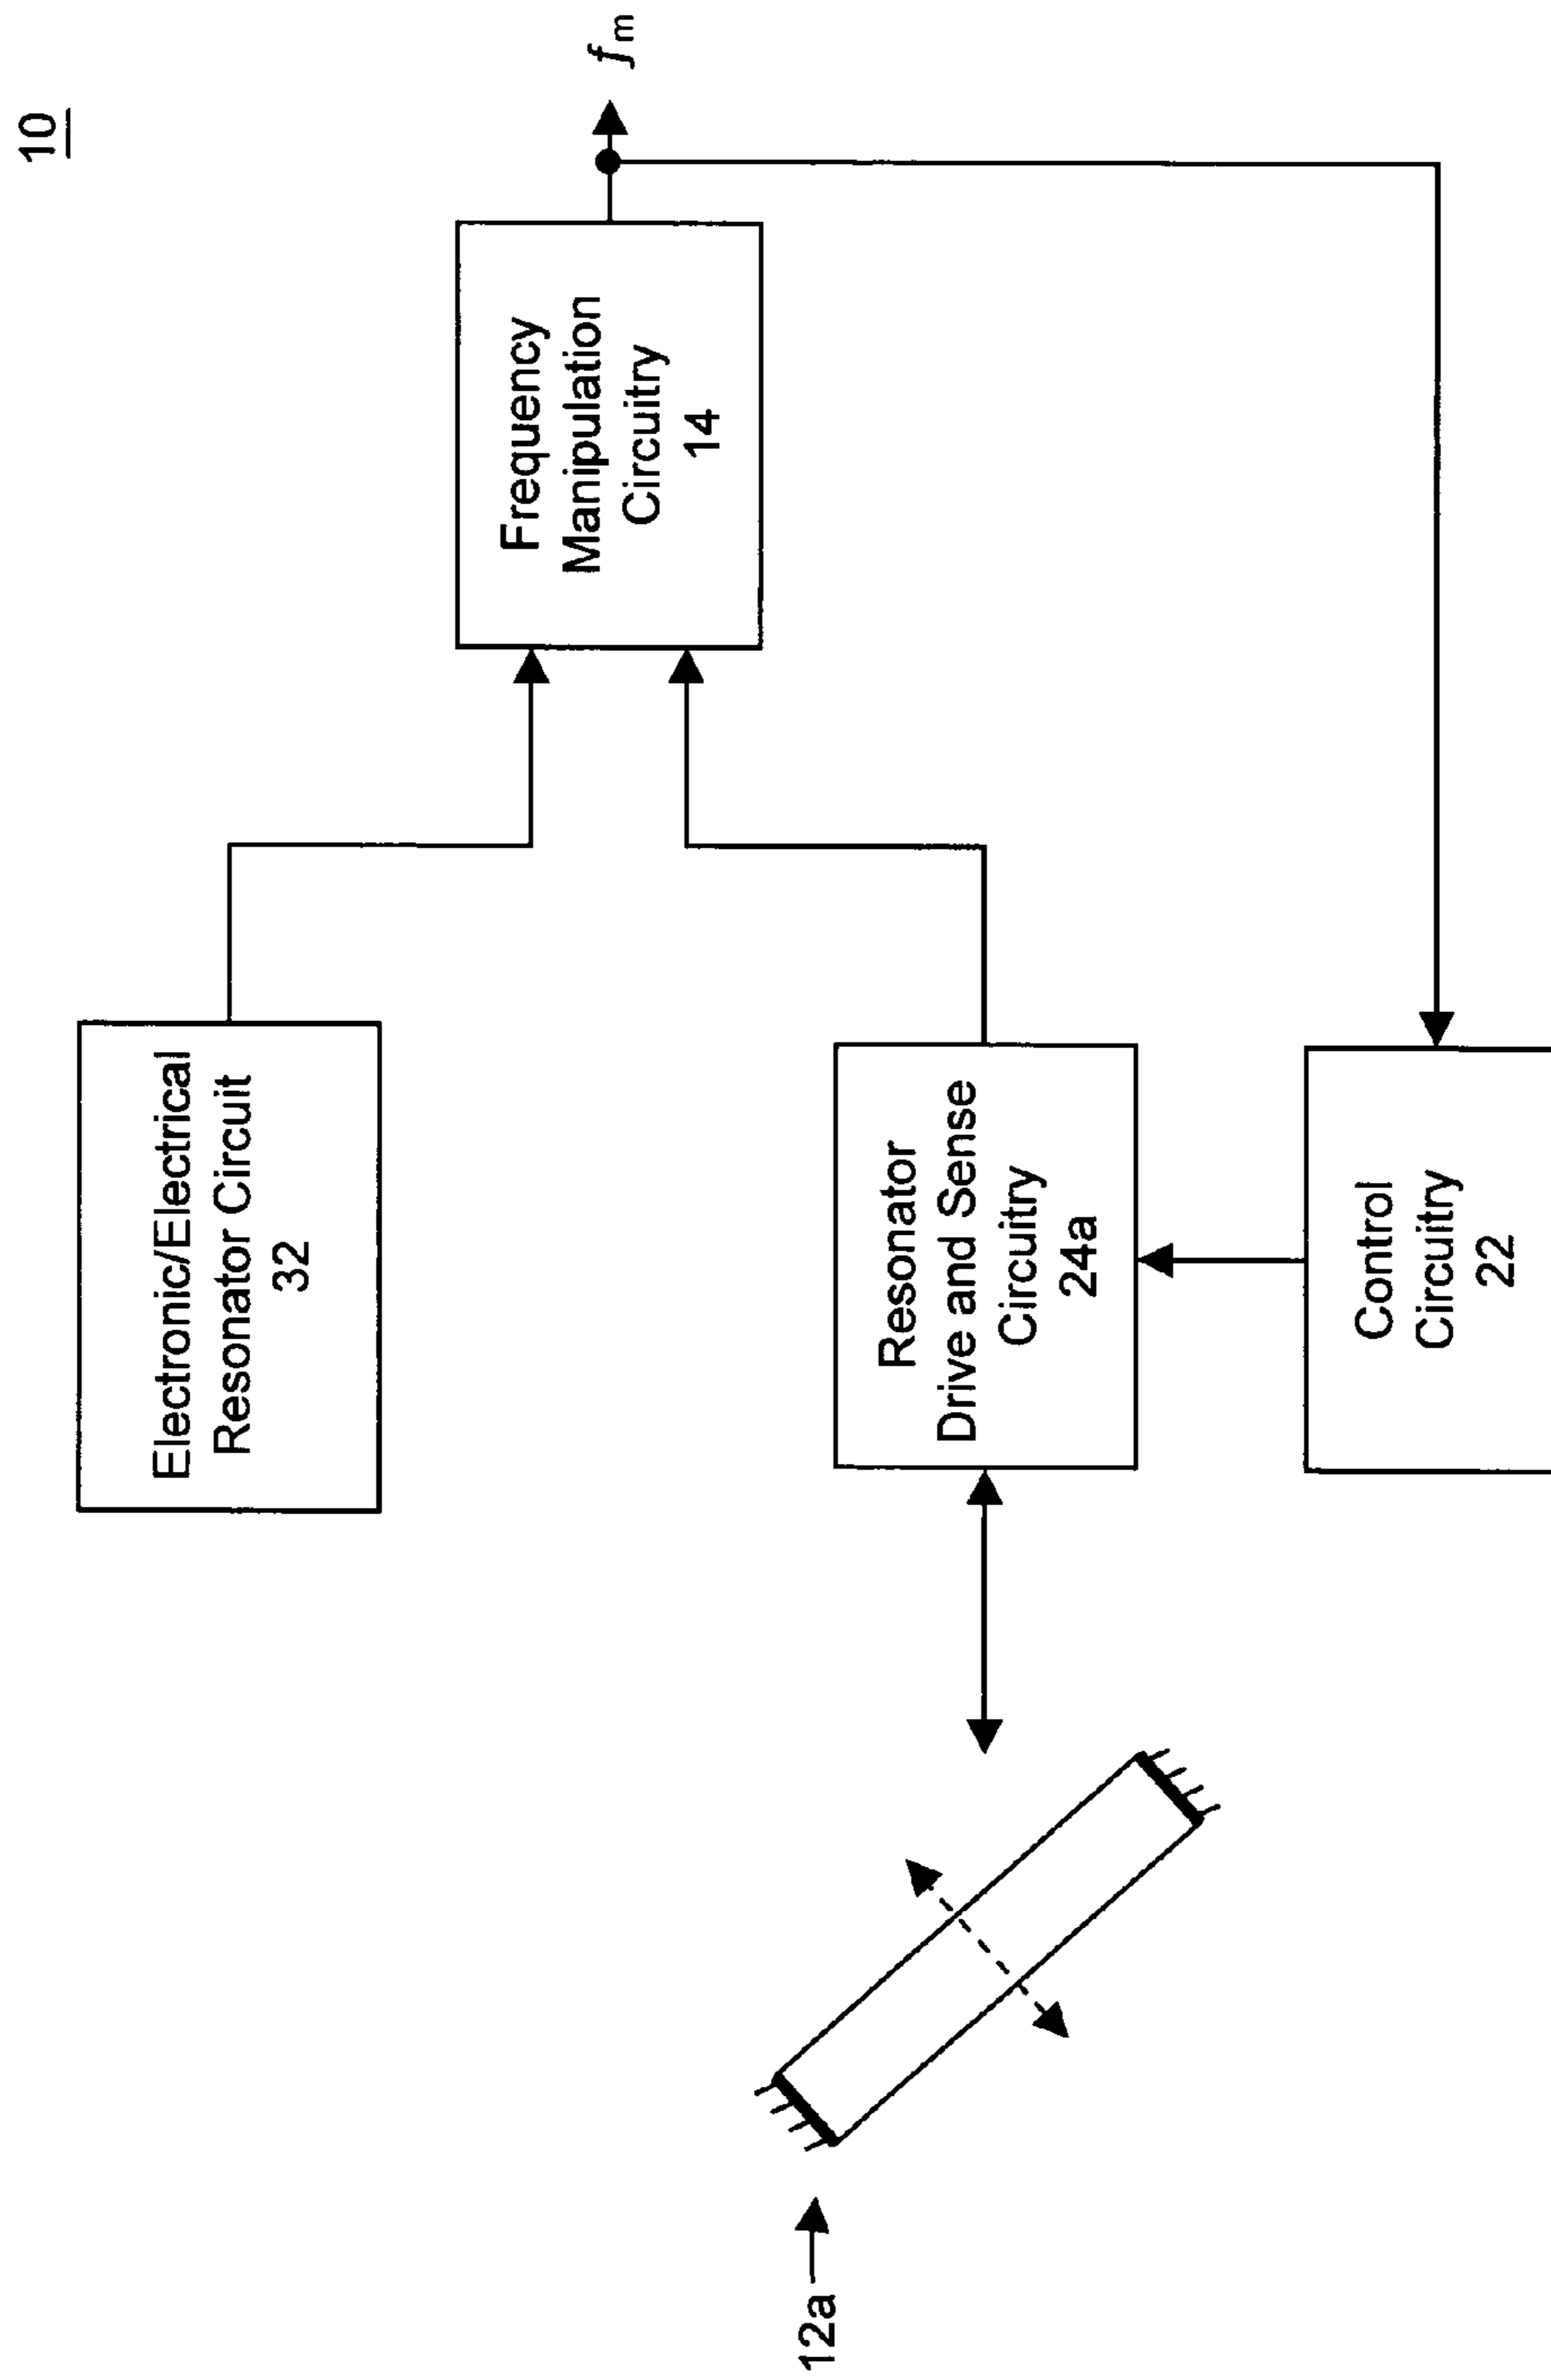 10
Electronic/Electrical
Resonator Circuit
32
Frequency
Manipulation
Circuitry
14
fm
12a
Resonator
Drive and Sense
Circuitry
24a
Control
Circuitry
22